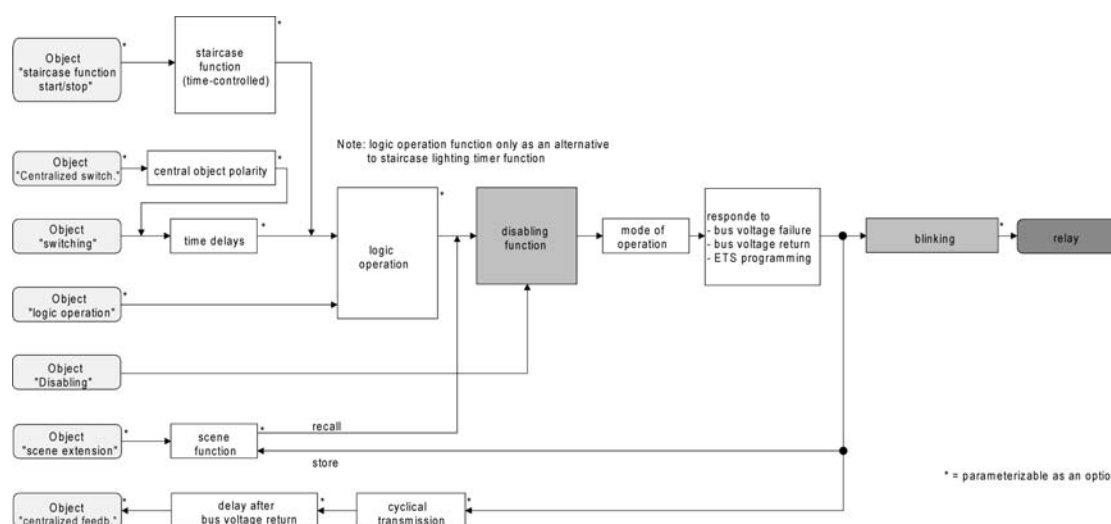 Object
"staircase function
start/stop"
*
staircase
function
(time-controlled)
*
Note: logic operation function only as an alternative
to staircase lighting timer function
Object
"Centralized switch."
*
central object polarity
*
Object
"switching"
*
time delays
*
logic
operation
*
disabling
function
mode of
operation
responde to
- bus voltage failure
- bus voltage return
- ETS programming
blinking
*
relay
Object
"logic operation"
*
Object
"Disabling"
Object
"scene extension"
*
scene
function
*
recall
store
* = parameterizable as an optio
Object
"centralized feedb."
*
delay after
bus voltage return
*
cyclical
transmission
*